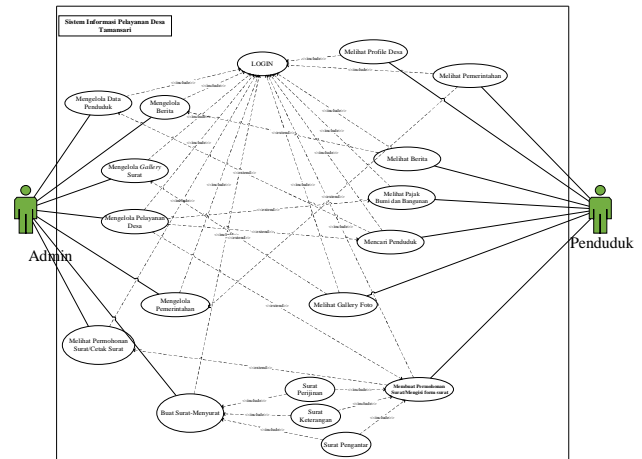 Sistem Informasi Pelayanan Desa
Tamansari
LOGIN
Melihat Profile Desa
Melihat Pemerintahan
Mengelola Data
Penduduk
Mengelola
Berita
Melihat Berita
Mengelola Gallery
Surat
Melihat Pajak
Bumi dan Bangunan
Mengelola Pelayanan
Desa
Mencari Penduduk
Admin
Penduduk
Mengelola
Pemerintahan
Melihat Gallery Foto
Melihat Permohonan
Surat/Cetak Surat
Membuat Permohonan
Surat/Mengisi form surat
Surat
Perijinan
Buat Surat-Menyurat
Surat
Keterangan
Surat Pengantar